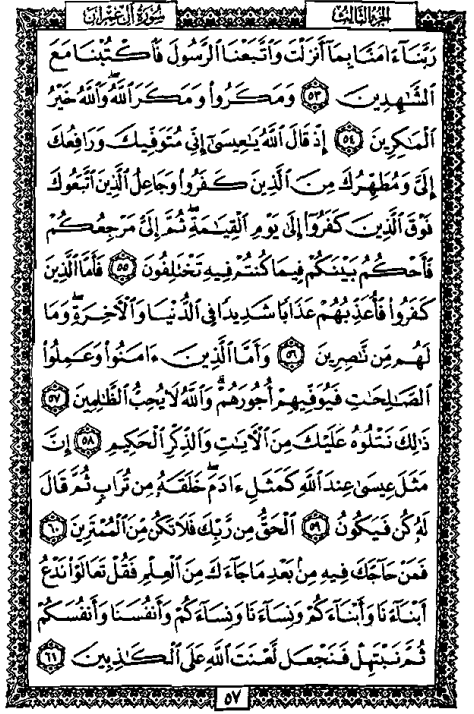 الجزء الثالث
سورة آل عمران
رَبَّنَآ ءَامَنَّا بِمَآ أَنزَلْتَ وَٱتَّبَعْنَا ٱلرَّسُولَ فَٱكْتُبْنَا مَعَ
ٱلشَّٰهِدِينَ ۝٥٣ وَمَكَرُوا۟ وَمَكَرَ ٱللَّهُ ۖ وَٱللَّهُ خَيْرُ
ٱلْمَٰكِرِينَ ۝٥٤ إِذْ قَالَ ٱللَّهُ يَٰعِيسَىٰٓ إِنِّى مُتَوَفِّيكَ وَرَافِعُكَ
إِلَىَّ وَمُطَهِّرُكَ مِنَ ٱلَّذِينَ كَفَرُوا۟ وَجَاعِلُ ٱلَّذِينَ ٱتَّبَعُوكَ
فَوْقَ ٱلَّذِينَ كَفَرُوٓا۟ إِلَىٰ يَوْمِ ٱلْقِيَٰمَةِ ۖ ثُمَّ إِلَىَّ مَرْجِعُكُمْ
فَأَحْكُمُ بَيْنَكُمْ فِيمَا كُنتُمْ فِيهِ تَخْتَلِفُونَ ۝٥٥ فَأَمَّا ٱلَّذِينَ
كَفَرُوا۟ فَأُعَذِّبُهُمْ عَذَابًا شَدِيدًا فِى ٱلدُّنْيَا وَٱلْءَاخِرَةِ وَمَا
لَهُم مِّن نَّٰصِرِينَ ۝٥٦ وَأَمَّا ٱلَّذِينَ ءَامَنُوا۟ وَعَمِلُوا۟
ٱلصَّٰلِحَٰتِ فَيُوَفِّيهِمْ أُجُورَهُمْ ۗ وَٱللَّهُ لَا يُحِبُّ ٱلظَّٰلِمِينَ ۝٥٧
ذَٰلِكَ نَتْلُوهُ عَلَيْكَ مِنَ ٱلْءَايَٰتِ وَٱلذِّكْرِ ٱلْحَكِيمِ ۝٥٨ إِنَّ
مَثَلَ عِيسَىٰ عِندَ ٱللَّهِ كَمَثَلِ ءَادَمَ ۖ خَلَقَهُۥ مِن تُرَابٍ ثُمَّ قَالَ
لَهُۥ كُن فَيَكُونُ ۝٥٩ ٱلْحَقُّ مِن رَّبِّكَ فَلَا تَكُن مِّنَ ٱلْمُمْتَرِينَ ۝٦٠
فَمَنْ حَآجَّكَ فِيهِ مِنۢ بَعْدِ مَا جَآءَكَ مِنَ ٱلْعِلْمِ فَقُلْ تَعَالَوْا۟ نَدْعُ
أَبْنَآءَنَا وَأَبْنَآءَكُمْ وَنِسَآءَنَا وَنِسَآءَكُمْ وَأَنفُسَنَا وَأَنفُسَكُمْ
ثُمَّ نَبْتَهِلْ فَنَجْعَل لَّعْنَتَ ٱللَّهِ عَلَى ٱلْكَٰذِبِينَ ۝٦١
٥٧